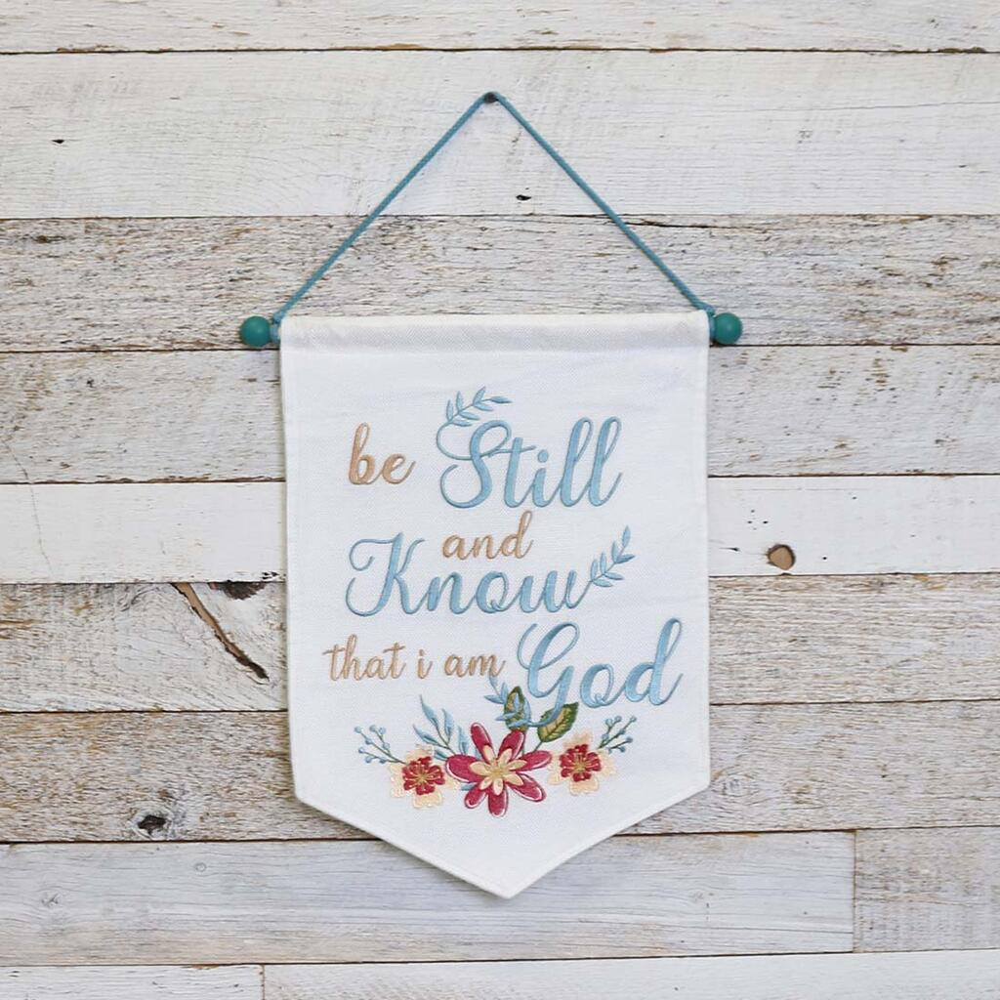 be Still
and
Know
that i am God